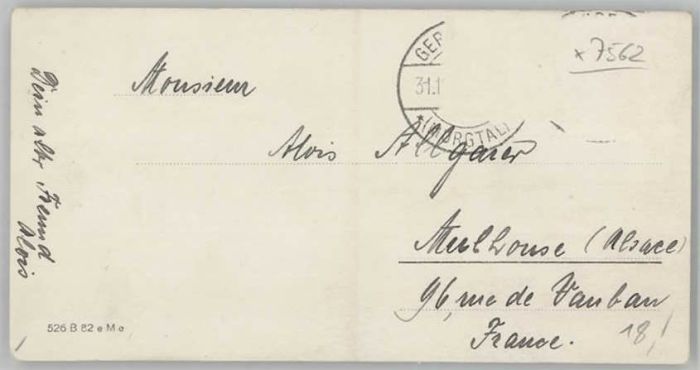 Monsieur
Alois Allgaier
Mulhouse (Alsace)
96, rue de Vauban
France.
Dein alter Freund
Alois
GER
31.1
(MURGTAL)
x 7562
18,!
526 B 82 e M e